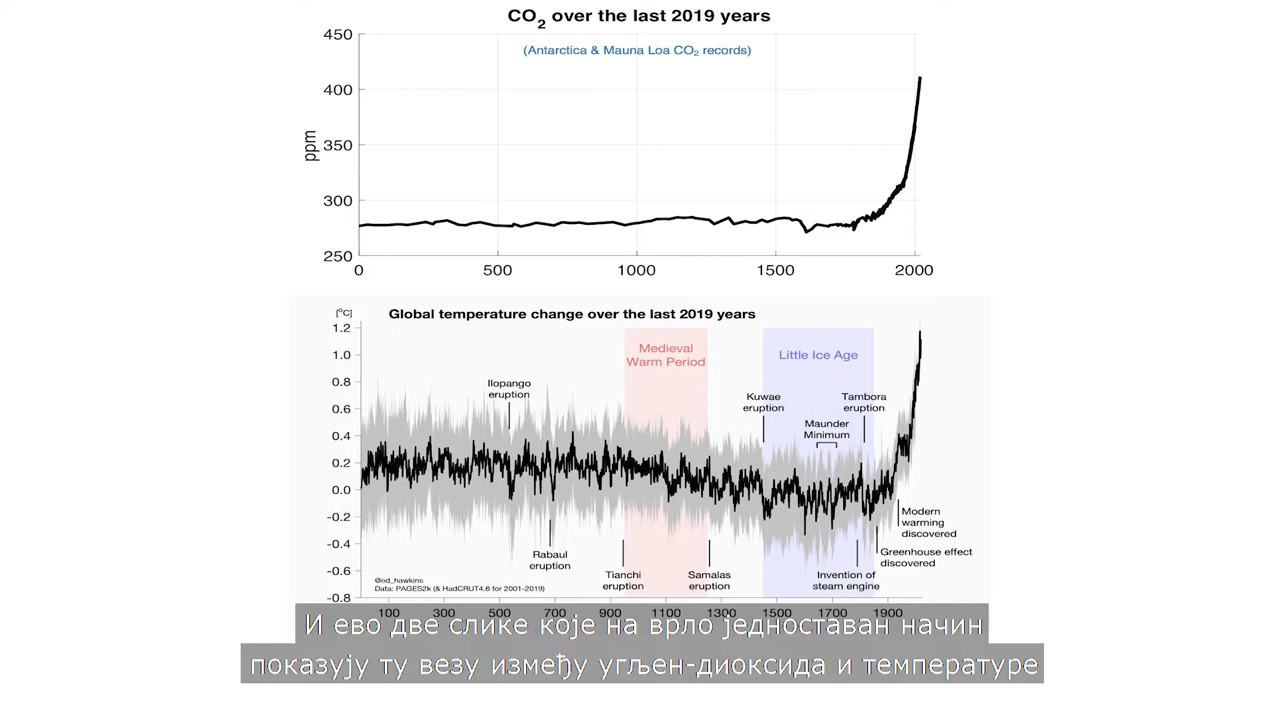 CO₂ over the last 2019 years
(Antarctica & Mauna Loa CO₂ records)
450
400
350
300
250
ppm
0 500 1000 1500 2000
[°C]
Global temperature change over the last 2019 years
1.2
1.0
0.8
0.6
0.4
0.2
0.0
-0.2
-0.4
-0.6
-0.8
Medieval
Warm Period
Little Ice Age
Ilopango
eruption
Kuwae
eruption
Tambora
eruption
Maunder
Minimum
Rabaul
eruption
Tianchi
eruption
Samalas
eruption
Invention of
steam engine
Modern
warming
discovered
Greenhouse effect
discovered
@ed_hawkins
Data: PAGES2k (& HadCRUT4.6 for 2001-2019)
100 300 500 700 900 1100 1300 1500 1700 1900
И ево две слике које на врло једноставан начин
показују ту везу између угљен-диоксида и температуре